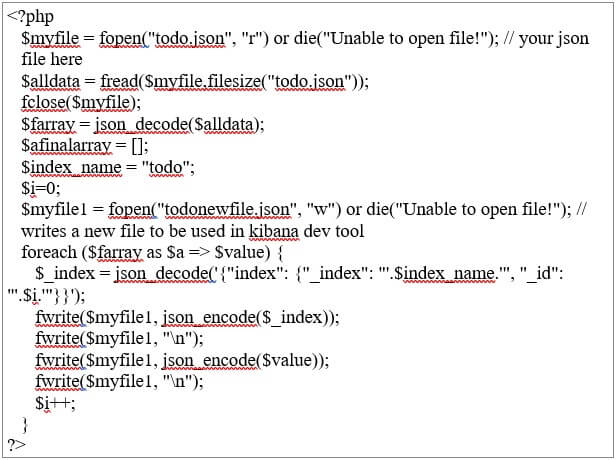 <?php
$myfile = fopen("todo.json", "r") or die("Unable to open file!"); // your json
file here
$alldata = fread($myfile,filesize("todo.json"));
fclose($myfile);
$farray = json_decode($alldata);
$afinalarray = [];
$index_name = "todo";
$i=0;
$myfile1 = fopen("todonewfile.json", "w") or die("Unable to open file!"); //
writes a new file to be used in kibana dev tool
foreach ($farray as $a => $value) {
$_index = json_decode('{"index": {"_index": "'.$index_name.'", "_id":
"'.$i.'"}}');
fwrite($myfile1, json_encode($_index));
fwrite($myfile1, "\n");
fwrite($myfile1, json_encode($value));
fwrite($myfile1, "\n");
$i++;
}
?>